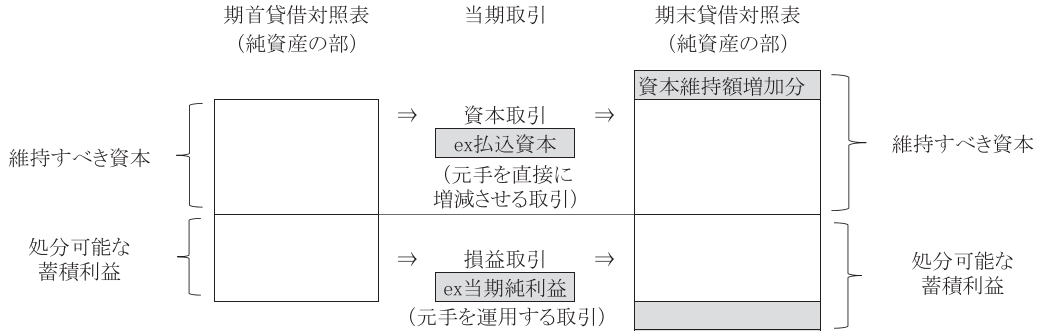 期首貸借対照表
（純資産の部）
当期取引
期末貸借対照表
（純資産の部）
維持すべき資本
処分可能な
蓄積利益
⇒ 資本取引 ⇒
ex払込資本
（元手を直接に
増減させる取引）
⇒ 損益取引 ⇒
ex当期純利益
（元手を運用する取引）
資本維持額増加分
維持すべき資本
処分可能な
蓄積利益